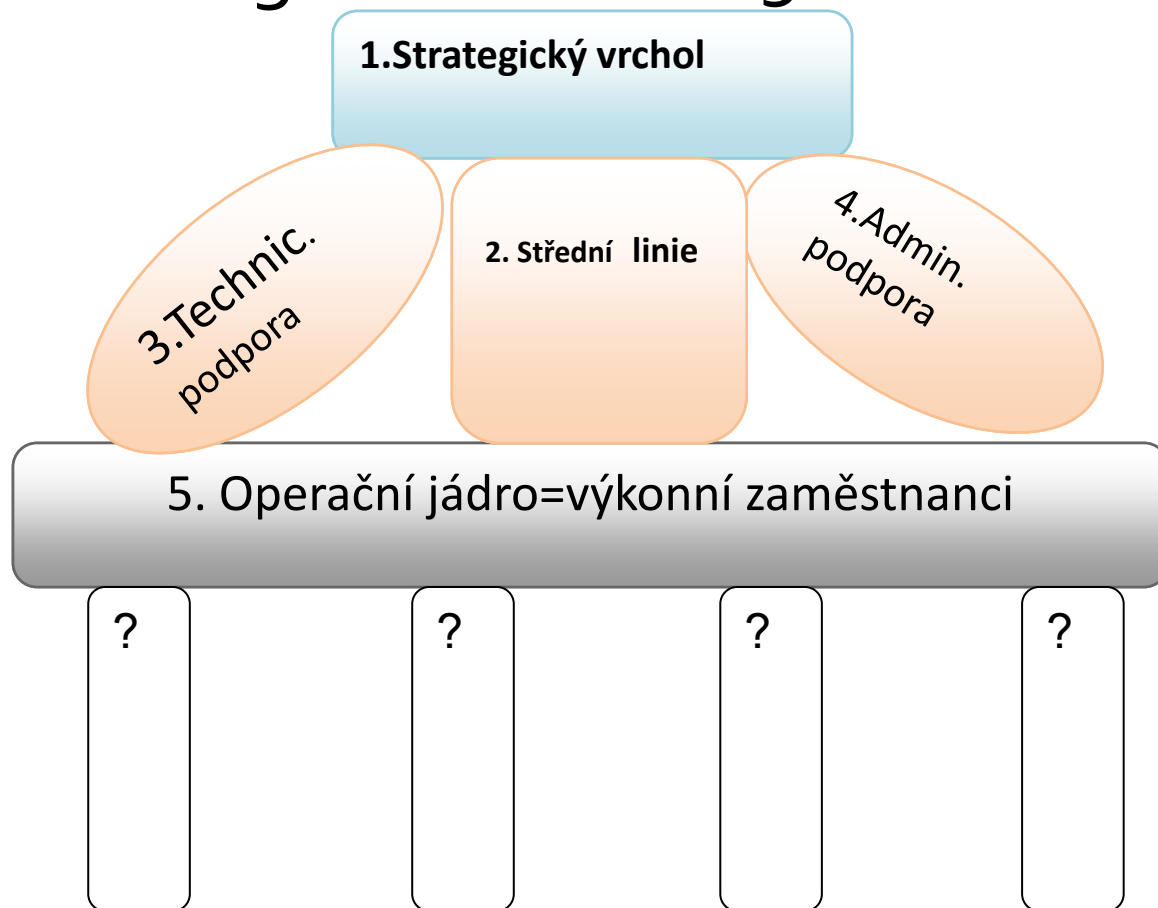 1.Strategický vrchol
2. Střední linie
3.Technic.
podpora
4.Admin.
podpora
5. Operační jádro=výkonní zaměstnanci
? ? ? ?